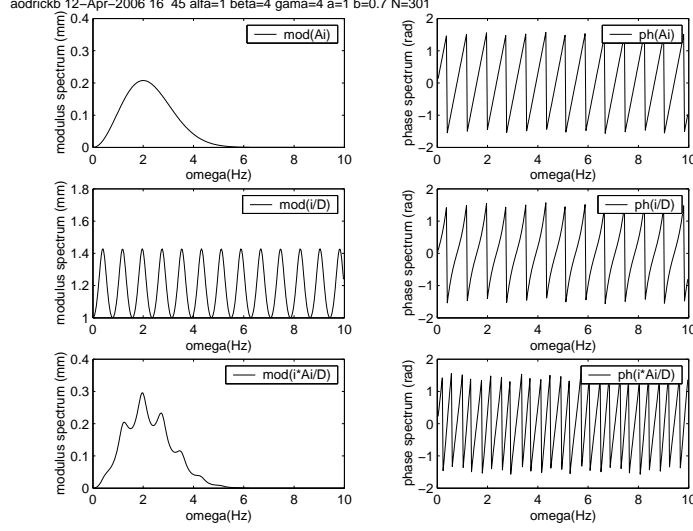 aodrickb 12-Apr-2006 16 45 alfa=1 beta=4 gama=4 a=1 b=0.7 N=301
modulus spectrum (mm)
0.4
0.3
0.2
0.1
0
mod(Ai)
0 2 4 6 8 10
omega(Hz)
phase spectrum (rad)
2
1
0
−1
−2
ph(Ai)
0 2 4 6 8 10
omega(Hz)
modulus spectrum (mm)
1.8
1.6
1.4
1.2
1
mod(i/D)
0 2 4 6 8 10
omega(Hz)
phase spectrum (rad)
2
1
0
−1
−2
ph(i/D)
0 2 4 6 8 10
omega(Hz)
modulus spectrum (mm)
0.4
0.3
0.2
0.1
0
mod(i*Ai/D)
0 2 4 6 8 10
omega(Hz)
phase spectrum (rad)
2
1
0
−1
−2
ph(i*Ai/D)
0 2 4 6 8 10
omega(Hz)